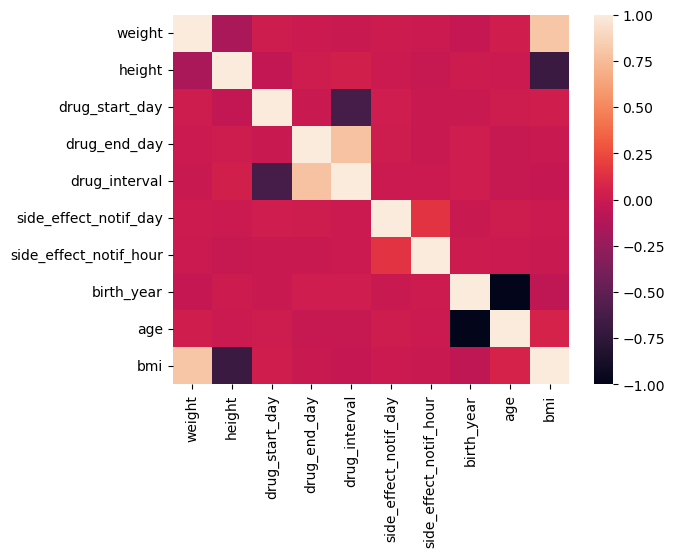 weight
height
drug_start_day
drug_end_day
drug_interval
side_effect_notif_day
side_effect_notif_hour
birth_year
age
bmi
weight
height
drug_start_day
drug_end_day
drug_interval
side_effect_notif_day
side_effect_notif_hour
birth_year
age
bmi
1.00
0.75
0.50
0.25
0.00
−0.25
−0.50
−0.75
−1.00